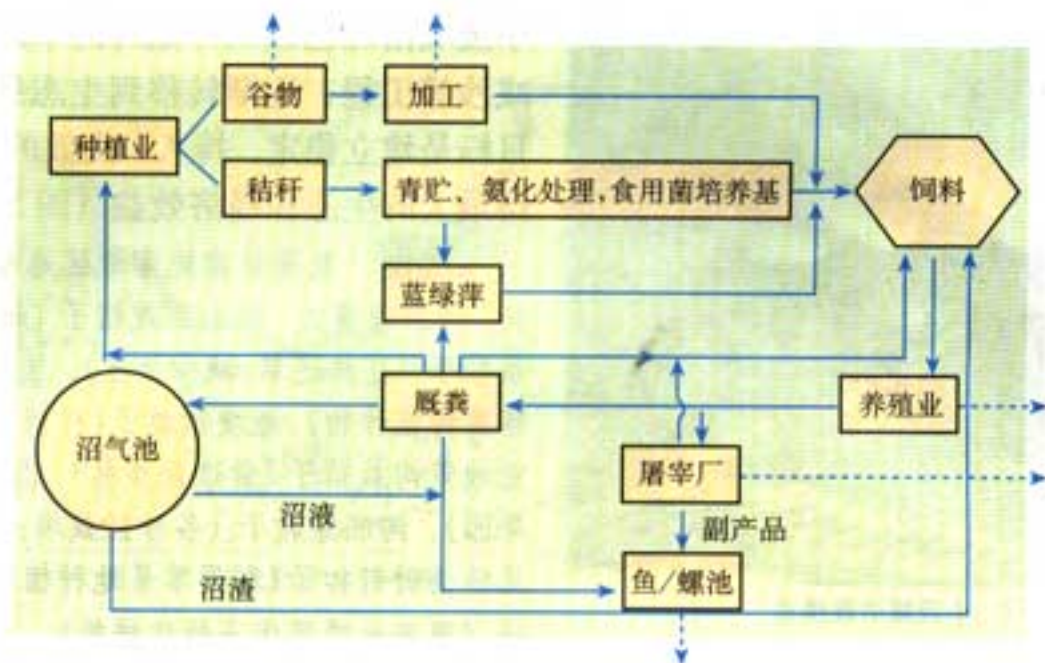 谷物
加工
种植业
秸秆
青贮、氨化处理,食用菌培养基
饲料
蓝绿萍
厩粪
养殖业
沼气池
屠宰厂
沼液
副产品
沼渣
鱼/螺池